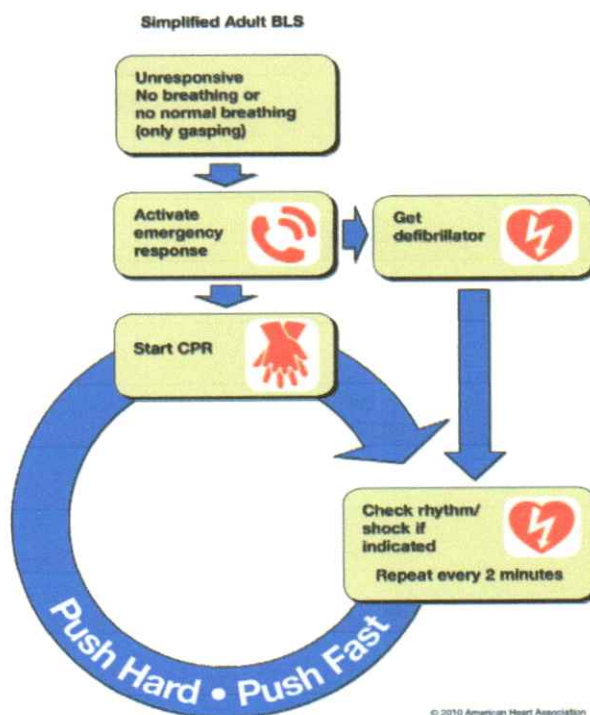 Simplified Adult BLS
Unresponsive
No breathing or
no normal breathing
(only gasping)
Activate
emergency
response
Get
defibrillator
Start CPR
Check rhythm/
shock if
indicated
Repeat every 2 minutes
Push Hard • Push Fast
© 2010 American Heart Association